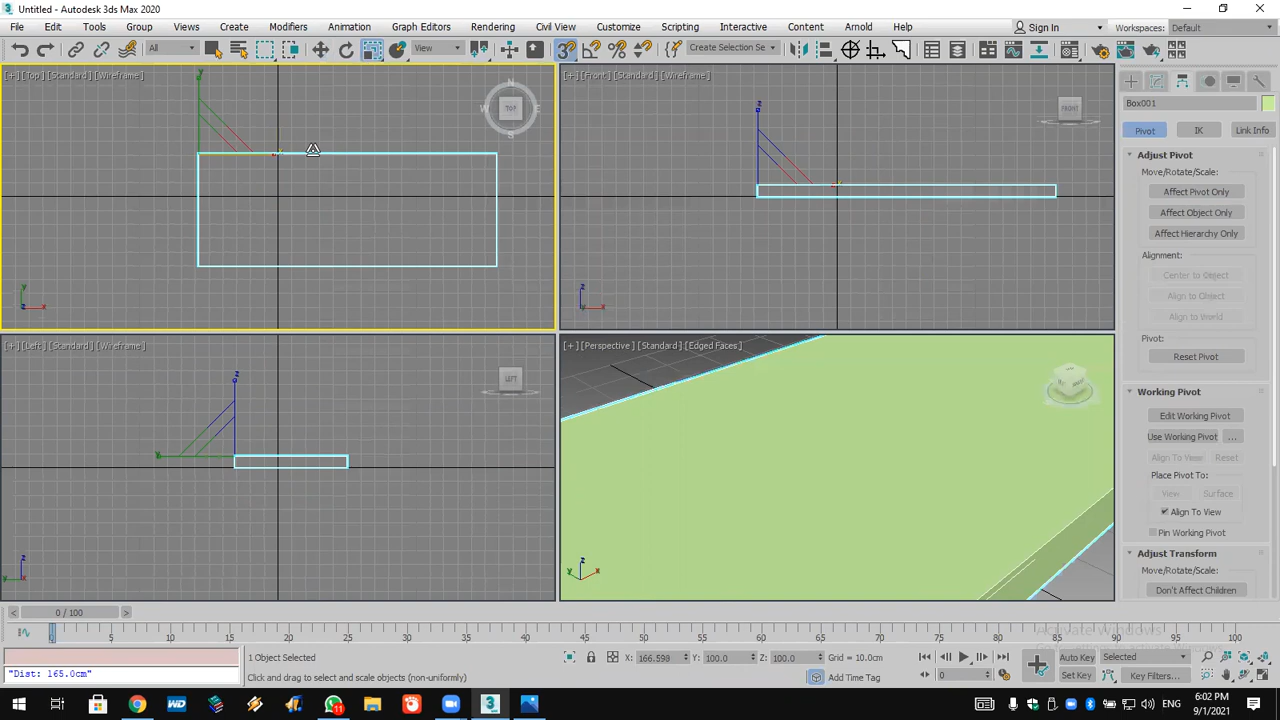 Untitled - Autodesk 3ds Max 2020
File Edit Tools Group Views Create Modifiers Animation Graph Editors Rendering Civil View Customize Scripting Interactive Content Arnold Help Sign In Workspaces: Default
All View Create Selection Se
[+] [Top] [Standard] [Wireframe]
[+] [Front] [Standard] [Wireframe]
y
N
W TOP E
S
z
FRONT
y
z x
z
y x
[+] [Left] [Standard] [Wireframe]
[+] [Perspective] [Standard] [Edged Faces]
z
y
LEFT
z
y x
z
y x
Box001
Pivot IK Link Info
Adjust Pivot
Move/Rotate/Scale:
Affect Pivot Only
Affect Object Only
Affect Hierarchy Only
Alignment:
Center to Object
Align to Object
Align to World
Pivot:
Reset Pivot
Working Pivot
Edit Working Pivot
Use Working Pivot ...
Align To View Reset
Place Pivot To:
View Surface
Align To View
Pin Working Pivot
Adjust Transform
Move/Rotate/Scale:
Don't Affect Children
< 0 / 100 >
0 5 10 15 20 25 30 35 40 45 50 55 60 65 70 75 80 85 90 95 100
Activate Windows
"Dist: 165.0cm"
1 Object Selected
Click and drag to select and scale objects (non-uniformly)
X: 166.598 Y: 100.0 Z: 100.0 Grid = 10.0cm
Add Time Tag
0
Auto Key Selected
Set Key Key Filters...
WD
11
3
ENG
6:02 PM
9/1/2021